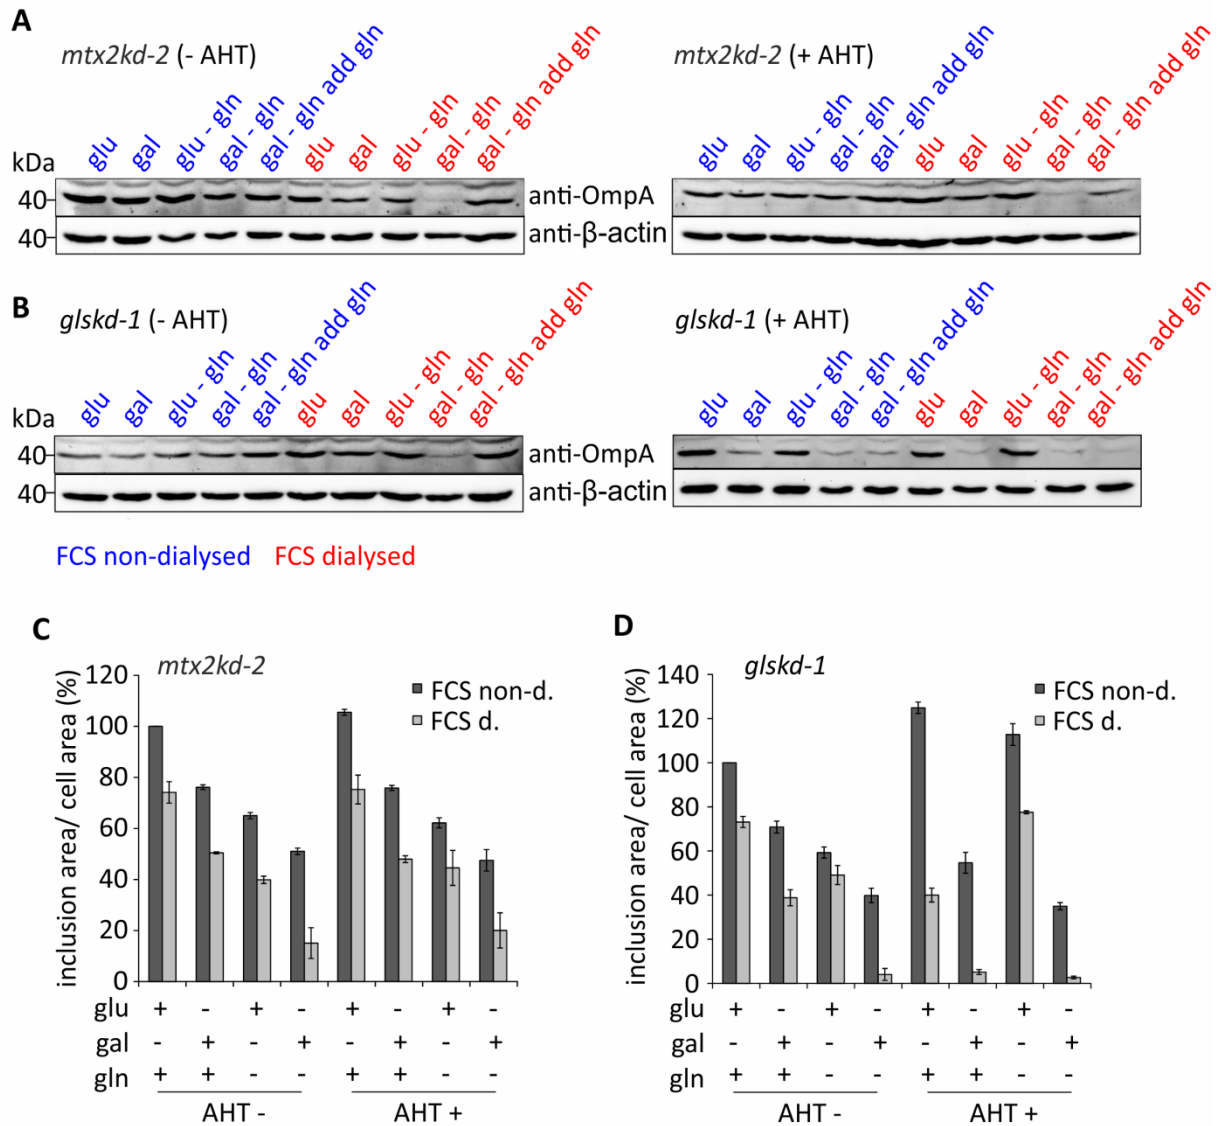 A
mtx2kd-2 (- AHT)
mtx2kd-2 (+ AHT)
glu
gal
glu - gln
gal - gln
gal - gln add gln
glu
gal
glu - gln
gal - gln
gal - gln add gln
glu
gal
glu - gln
gal - gln
gal - gln add gln
glu
gal
glu - gln
gal - gln
gal - gln add gln
kDa
40
anti-OmpA
40
anti-β-actin
B
glskd-1 (- AHT)
glskd-1 (+ AHT)
glu
gal
glu - gln
gal - gln
gal - gln add gln
glu
gal
glu - gln
gal - gln
gal - gln add gln
glu
gal
glu - gln
gal - gln
gal - gln add gln
glu
gal
glu - gln
gal - gln
gal - gln add gln
kDa
40
anti-OmpA
40
anti-β-actin
FCS non-dialysed FCS dialysed
C
mtx2kd-2
inclusion area/ cell area (%)
120
100
80
60
40
20
0
FCS non-d.
FCS d.
glu + - + - + - + -
gal - + - + - + - +
gln + + - - + + - -
AHT - AHT +
D
glskd-1
inclusion area/ cell area (%)
140
120
100
80
60
40
20
0
FCS non-d.
FCS d.
+ - + - + - + -
- + - + - + - +
+ + - - + + - -
AHT - AHT +